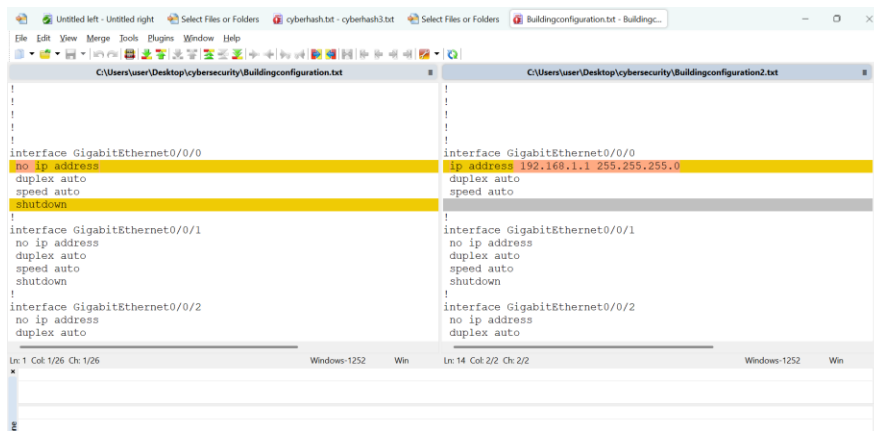 Untitled left - Untitled right Select Files or Folders cyberhash.txt - cyberhash3.txt Select Files or Folders Buildingconfiguration.txt - Buildingc...
File Edit View Merge Tools Plugins Window Help
C:\Users\user\Desktop\cybersecurity\Buildingconfiguration.txt
!
!
!
!
!
interface GigabitEthernet0/0/0
no ip address
duplex auto
speed auto
shutdown
!
interface GigabitEthernet0/0/1
no ip address
duplex auto
speed auto
shutdown
!
interface GigabitEthernet0/0/2
no ip address
duplex auto
Ln: 1 Col: 1/26 Ch: 1/26 Windows-1252 Win
C:\Users\user\Desktop\cybersecurity\Buildingconfiguration2.txt
!
!
!
!
!
interface GigabitEthernet0/0/0
ip address 192.168.1.1 255.255.255.0
duplex auto
speed auto
!
interface GigabitEthernet0/0/1
no ip address
duplex auto
speed auto
shutdown
!
interface GigabitEthernet0/0/2
no ip address
duplex auto
Ln: 14 Col: 2/2 Ch: 2/2 Windows-1252 Win